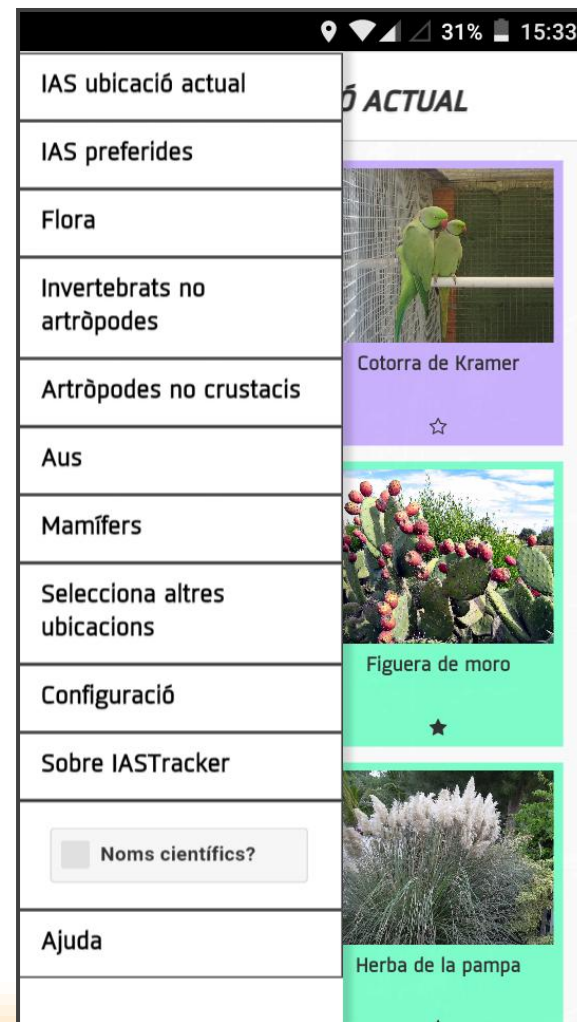 31% 15:33
IAS ubicació actual
Ó ACTUAL
IAS preferides
Flora
Invertebrats no
artròpodes
Artròpodes no crustacis
Aus
Mamífers
Selecciona altres
ubicacions
Configuració
Sobre IASTracker
Noms científics?
Ajuda
Cotorra de Kramer
Figuera de moro
Herba de la pampa